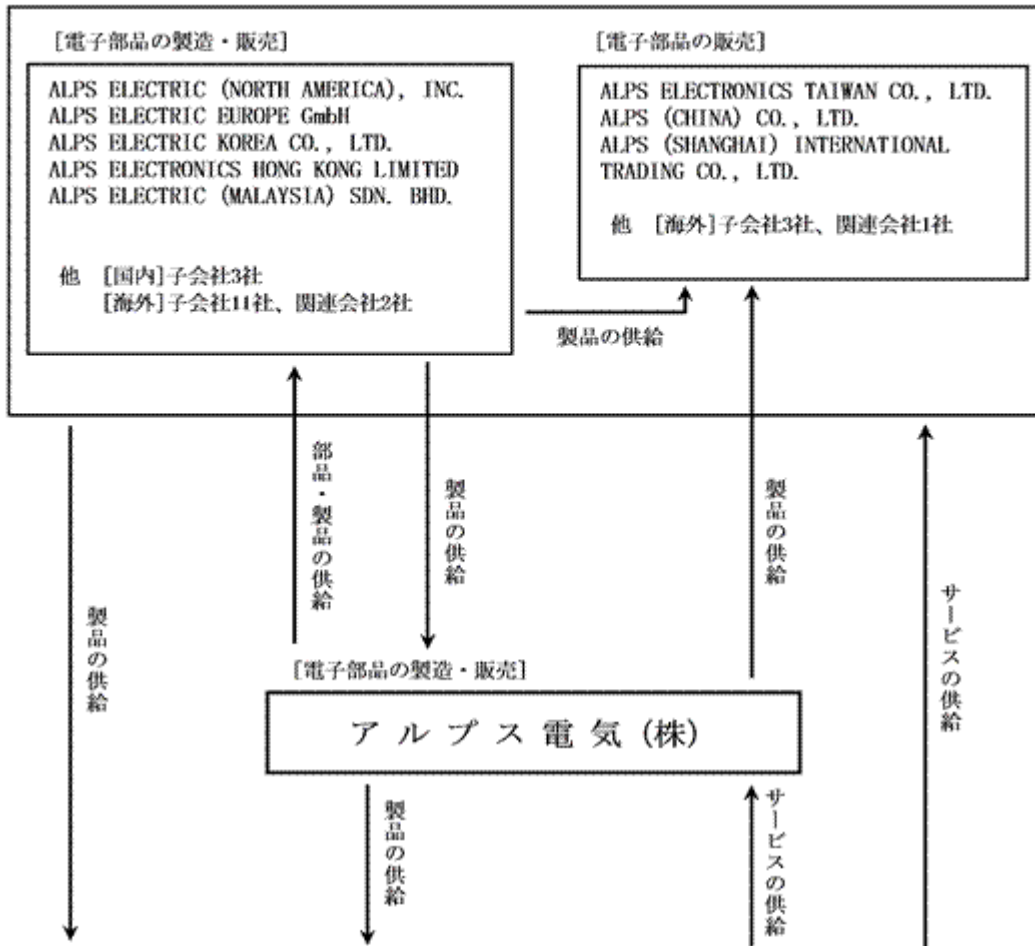 [電子部品の製造・販売]
ALPS ELECTRIC (NORTH AMERICA), INC.
ALPS ELECTRIC EUROPE GmbH
ALPS ELECTRIC KOREA CO., LTD.
ALPS ELECTRONICS HONG KONG LIMITED
ALPS ELECTRIC (MALAYSIA) SDN. BHD.
他 [国内]子会社3社
[海外]子会社11社、関連会社2社
[電子部品の販売]
ALPS ELECTRONICS TAIWAN CO., LTD.
ALPS (CHINA) CO., LTD.
ALPS (SHANGHAI) INTERNATIONAL
TRADING CO., LTD.
他 [海外]子会社3社、関連会社1社
製品の供給
製品の供給
部品・製品の供給
製品の供給
製品の供給
サービスの供給
[電子部品の製造・販売]
アルプス電気(株)
製品の供給
サービスの供給